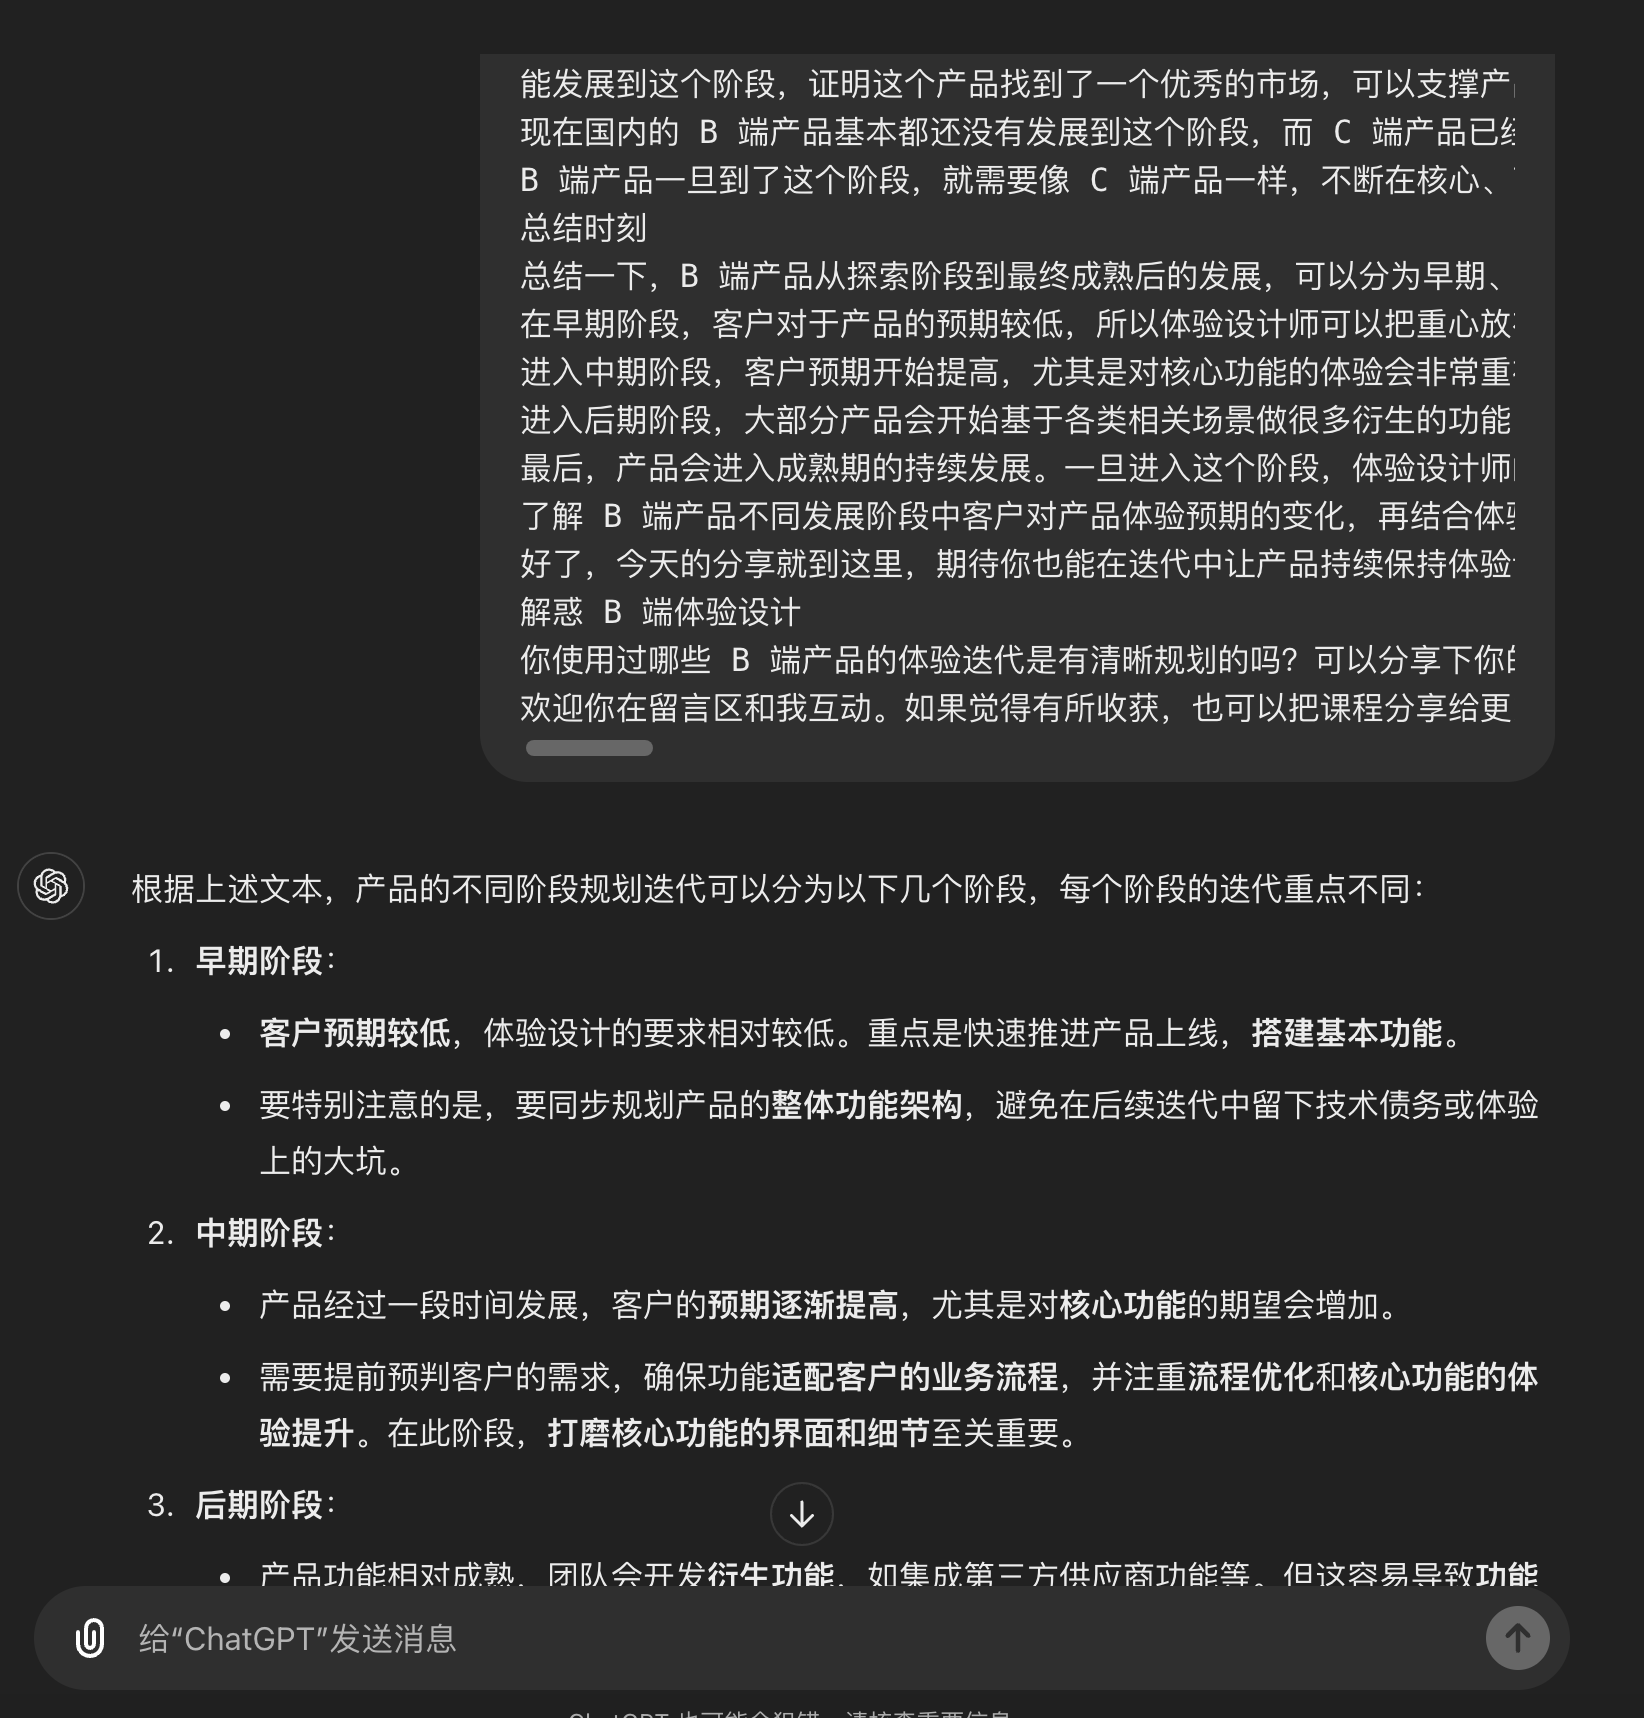 能发展到这个阶段，证明这个产品找到了一个优秀的市场，可以支撑产
现在国内的 B 端产品基本都还没有发展到这个阶段，而 C 端产品已经
B 端产品一旦到了这个阶段，就需要像 C 端产品一样，不断在核心、
总结时刻
总结一下，B 端产品从探索阶段到最终成熟后的发展，可以分为早期、
在早期阶段，客户对于产品的预期较低，所以体验设计师可以把重心放
进入中期阶段，客户预期开始提高，尤其是对核心功能的体验会非常重
进入后期阶段，大部分产品会开始基于各类相关场景做很多衍生的功能
最后，产品会进入成熟期的持续发展。一旦进入这个阶段，体验设计师
了解 B 端产品不同发展阶段中客户对产品体验预期的变化，再结合体验
好了，今天的分享就到这里，期待你也能在迭代中让产品持续保持体验
解惑 B 端体验设计
你使用过哪些 B 端产品的体验迭代是有清晰规划的吗？可以分享下你的
欢迎你在留言区和我互动。如果觉得有所收获，也可以把课程分享给更
根据上述文本，产品的不同阶段规划迭代可以分为以下几个阶段，每个阶段的迭代重点不同：
1. 早期阶段：
• 客户预期较低，体验设计的要求相对较低。重点是快速推进产品上线，搭建基本功能。
• 要特别注意的是，要同步规划产品的整体功能架构，避免在后续迭代中留下技术债务或体验
上的大坑。
2. 中期阶段：
• 产品经过一段时间发展，客户的预期逐渐提高，尤其是对核心功能的期望会增加。
• 需要提前预判客户的需求，确保功能适配客户的业务流程，并注重流程优化和核心功能的体
验提升。在此阶段，打磨核心功能的界面和细节至关重要。
3. 后期阶段：
• 产品功能相对成熟，团队会开发衍生功能，如集成第三方供应商功能等。但这容易导致功能
给“ChatGPT”发送消息
ChatGPT 也可能会犯错。请核查重要信息。